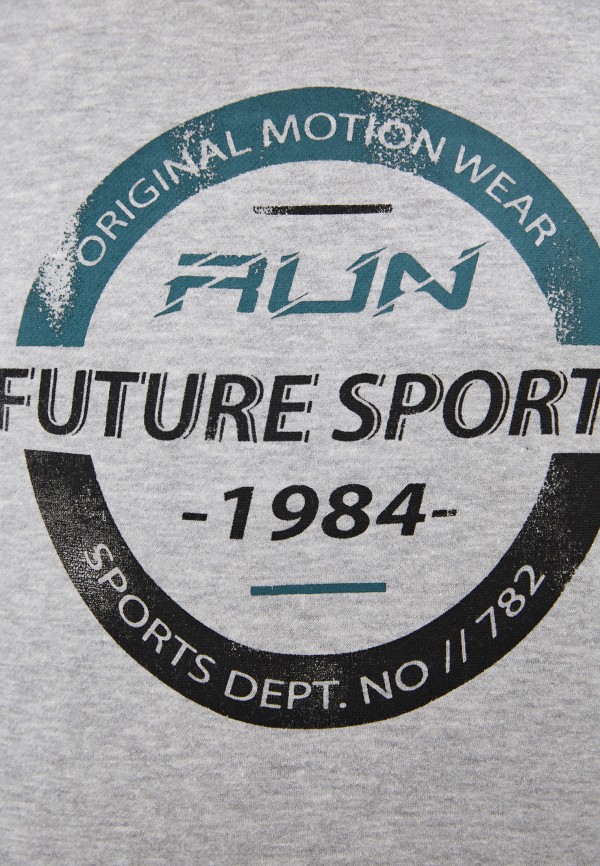 ORIGINAL MOTION WEAR
RUN
FUTURE SPORT
-1984-
SPORTS DEPT. NO // 782